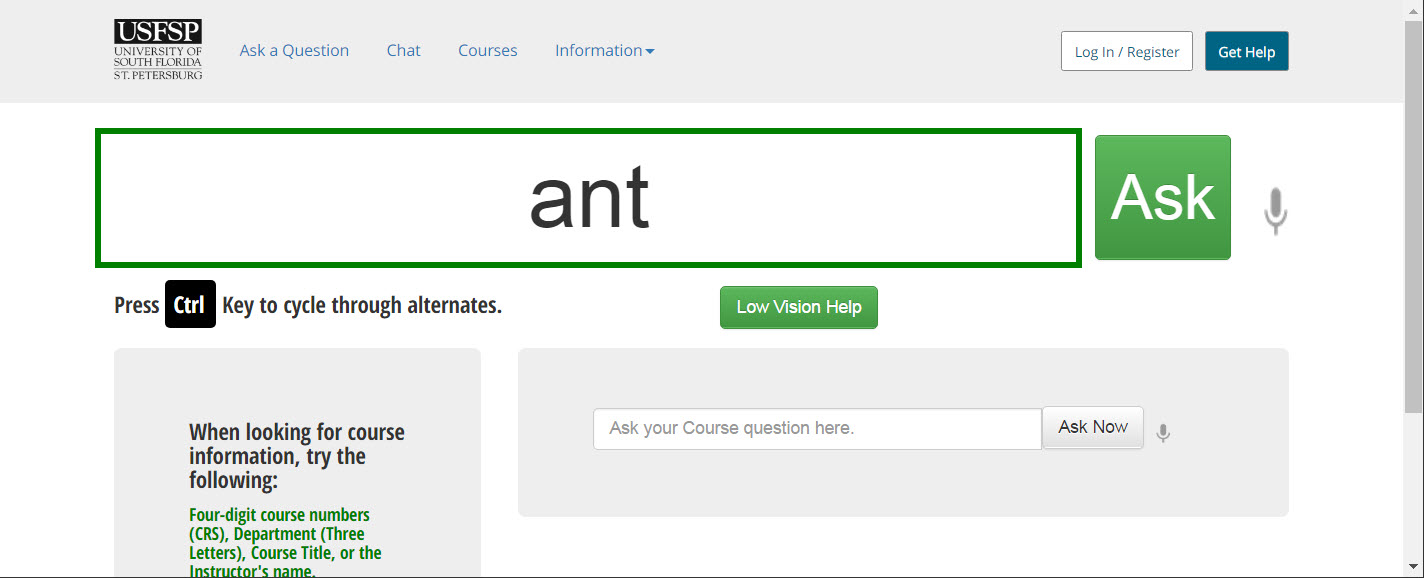 USFSP
UNIVERSITY OF
SOUTH FLORIDA
ST. PETERSBURG
Ask a Question
Chat
Courses
Information
Log In / Register
Get Help
ant
Ask
Press Ctrl Key to cycle through alternates.
Low Vision Help
When looking for course
information, try the
following:
Four-digit course numbers
(CRS), Department (Three
Letters), Course Title, or the
Instructor's name.
Ask your Course question here.
Ask Now